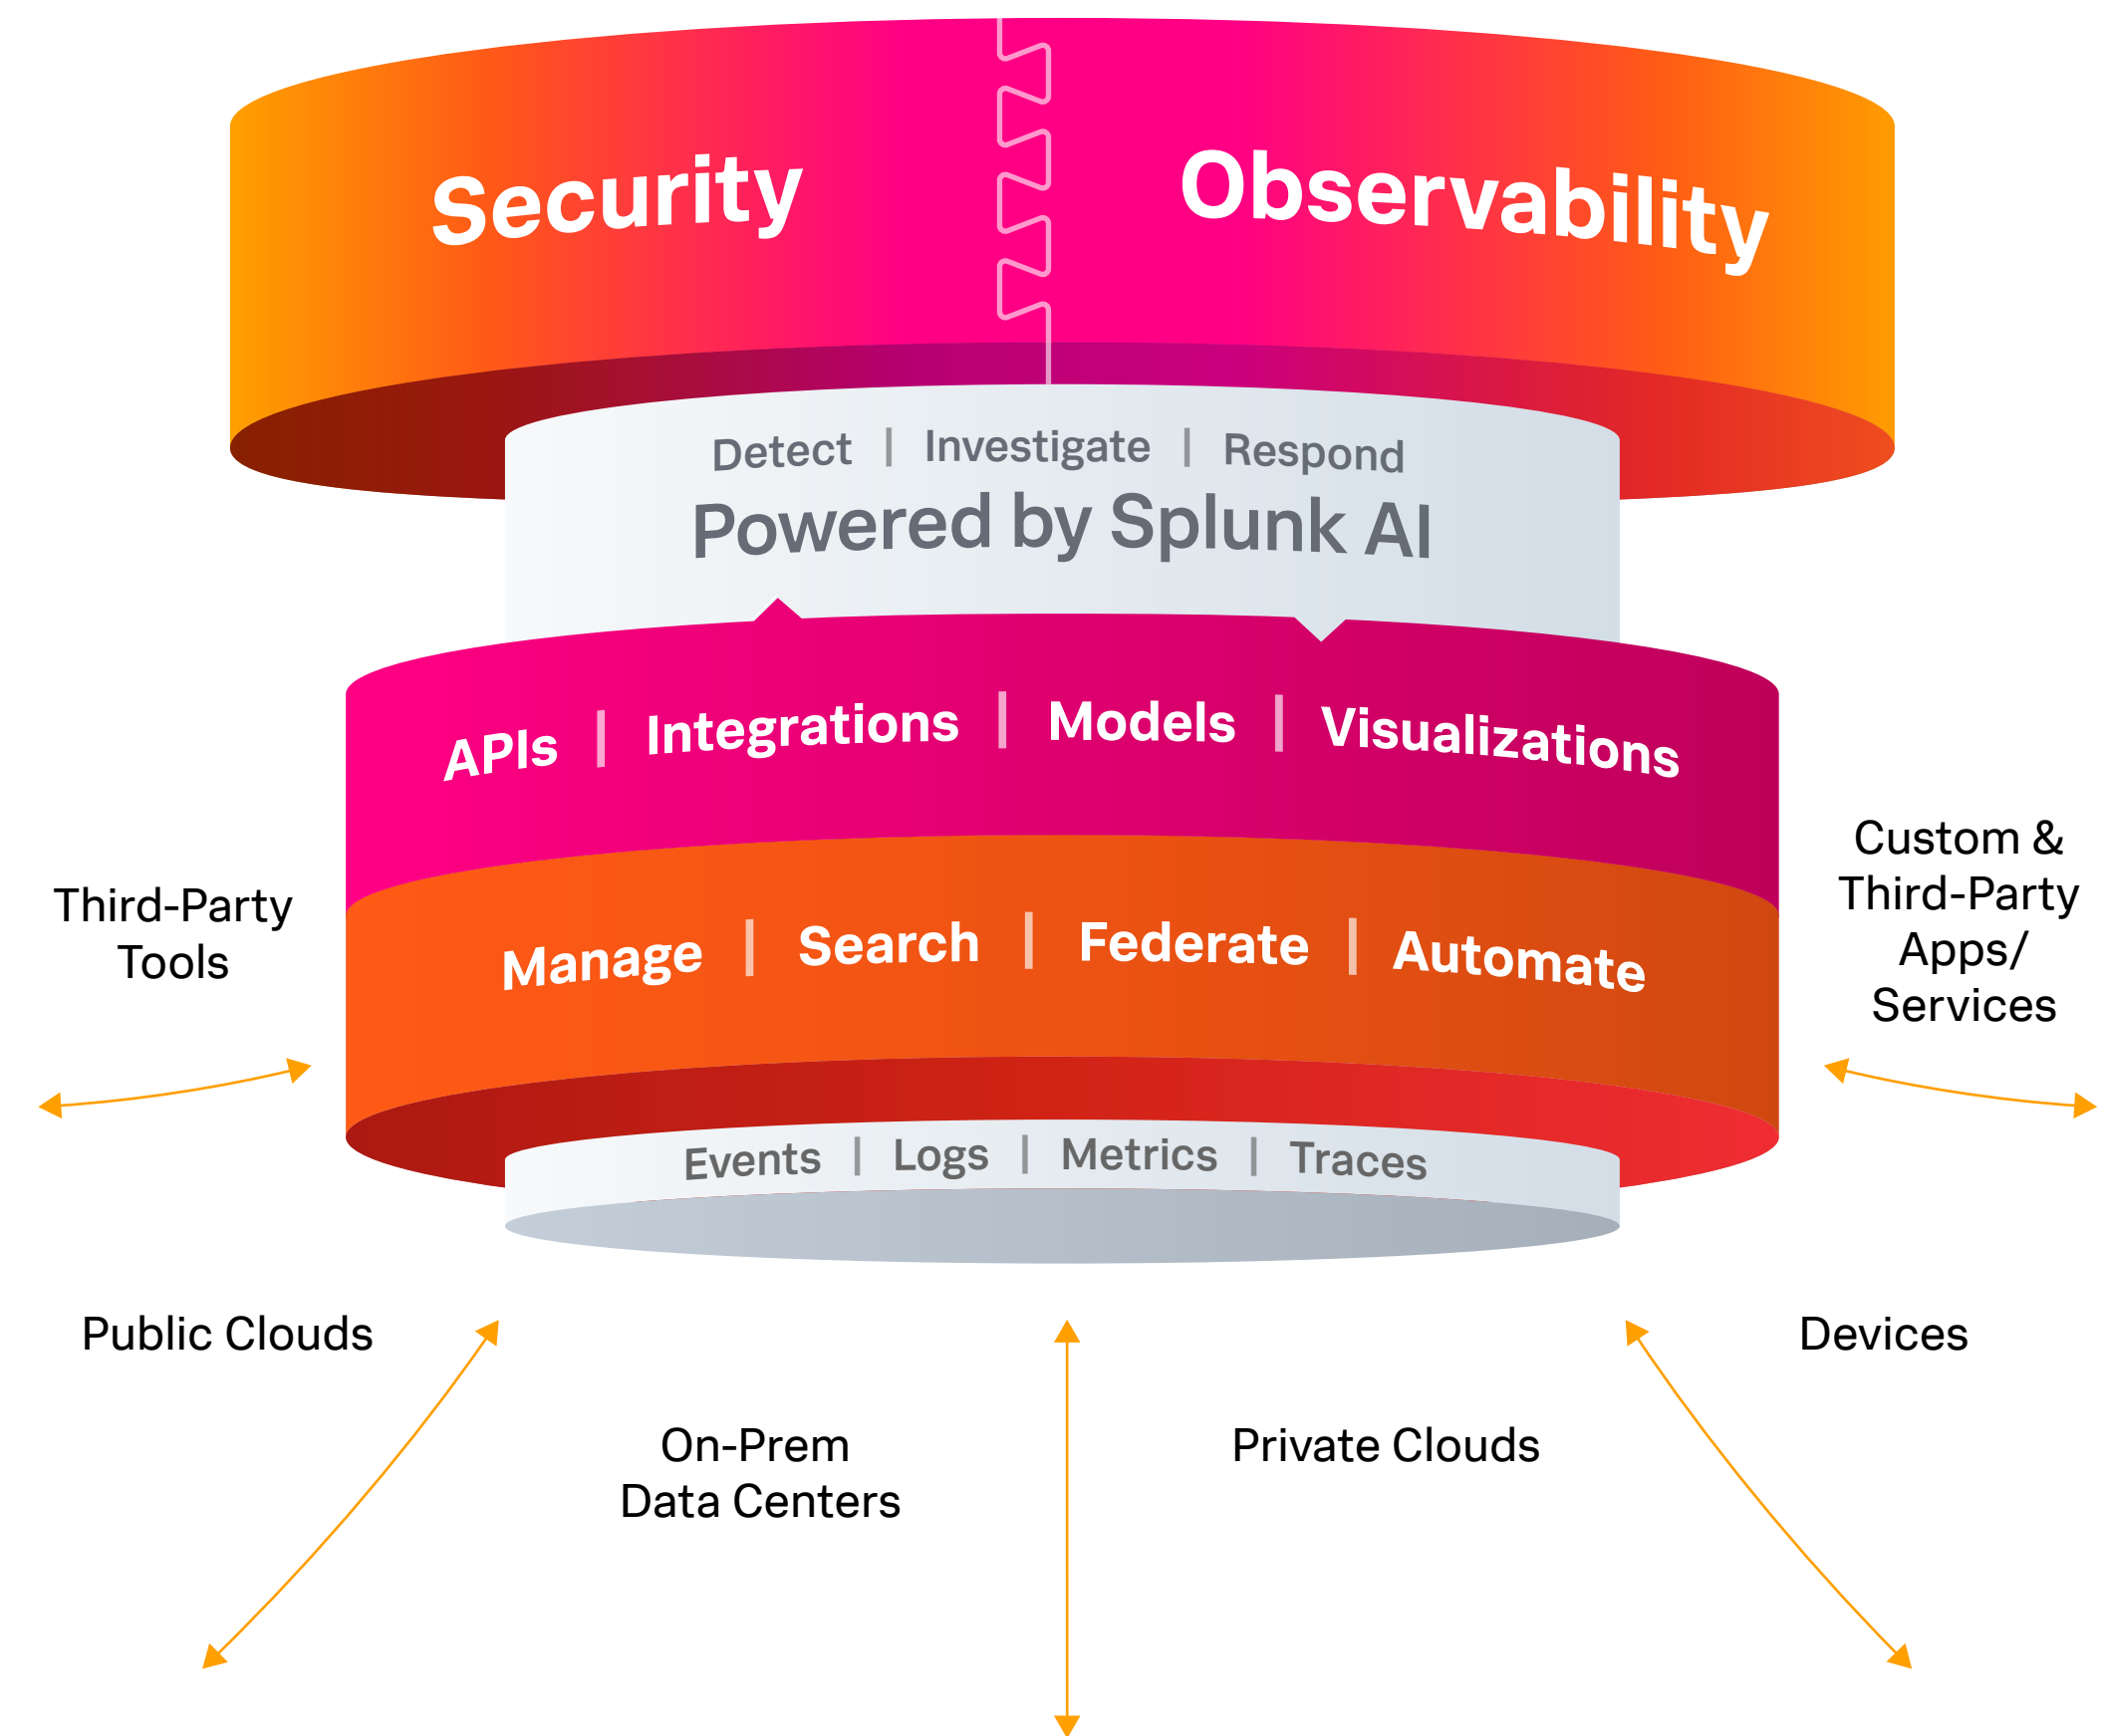 Security Observability
Detect | Investigate | Respond
Powered by Splunk AI
APIs | Integrations | Models | Visualizations
Manage | Search | Federate | Automate
Events | Logs | Metrics | Traces
Third-Party
Tools
Custom &
Third-Party
Apps/
Services
Public Clouds
On-Prem
Data Centers
Private Clouds
Devices